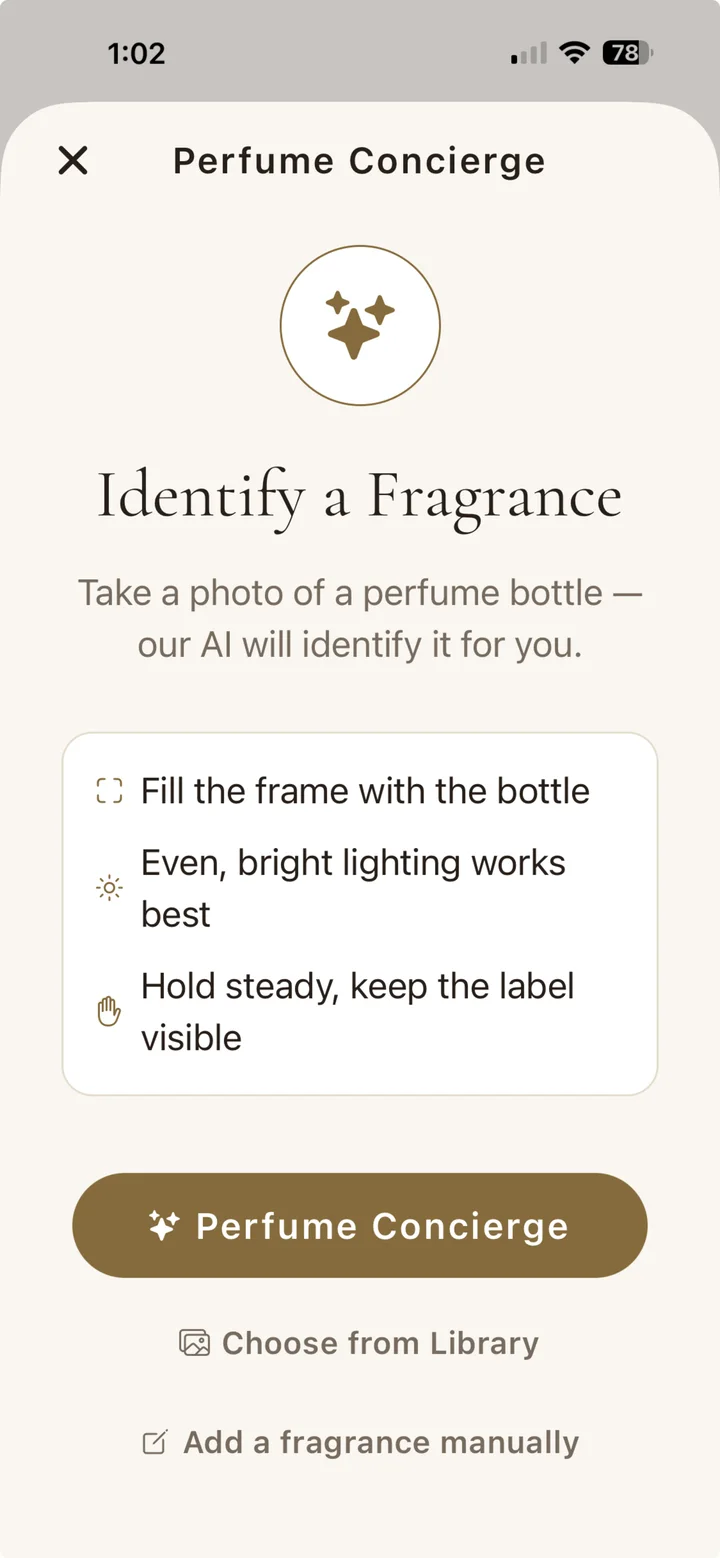 1:02
78
Perfume Concierge
Identify a Fragrance
Take a photo of a perfume bottle —
our AI will identify it for you.
Fill the frame with the bottle
Even, bright lighting works
best
Hold steady, keep the label
visible
Perfume Concierge
Choose from Library
Add a fragrance manually